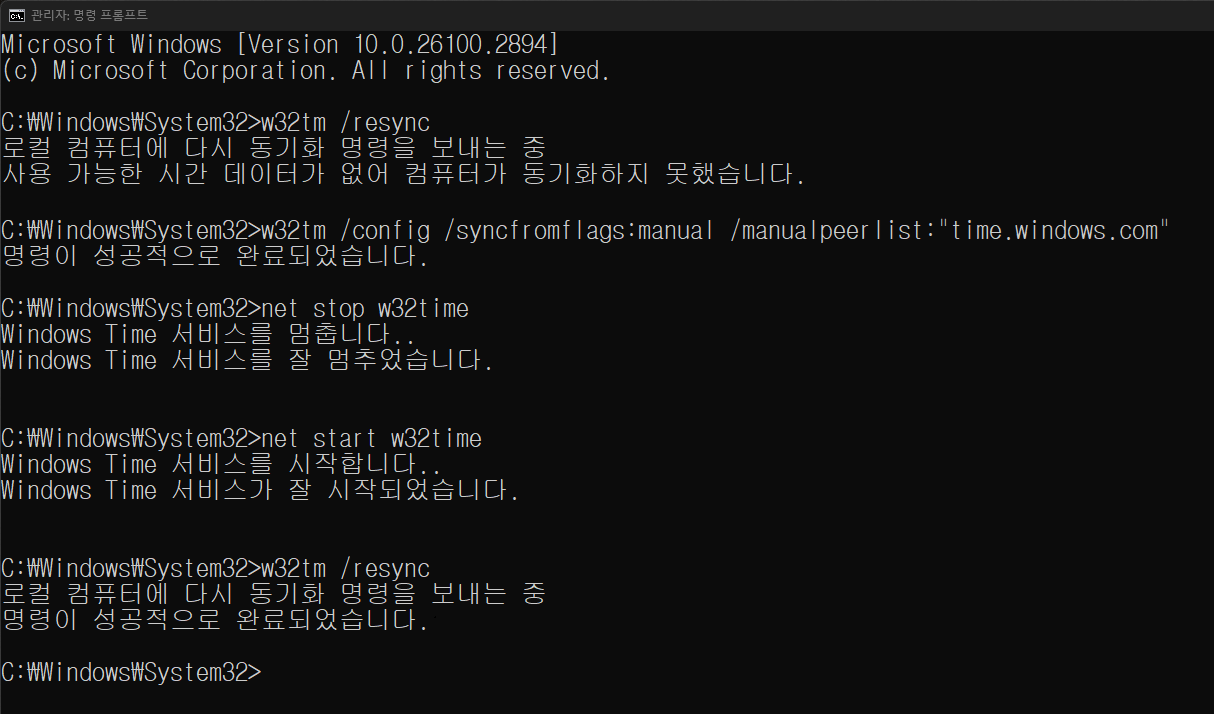 관리자: 명령 프롬프트
Microsoft Windows [Version 10.0.26100.2894]
(c) Microsoft Corporation. All rights reserved.
C:₩Windows₩System32>w32tm /resync
로컬 컴퓨터에 다시 동기화 명령을 보내는 중
사용 가능한 시간 데이터가 없어 컴퓨터가 동기화하지 못했습니다.
C:₩Windows₩System32>w32tm /config /syncfromflags:manual /manualpeerlist:"time.windows.com"
명령이 성공적으로 완료되었습니다.
C:₩Windows₩System32>net stop w32time
Windows Time 서비스를 멈춥니다..
Windows Time 서비스를 잘 멈추었습니다.
C:₩Windows₩System32>net start w32time
Windows Time 서비스를 시작합니다..
Windows Time 서비스가 잘 시작되었습니다.
C:₩Windows₩System32>w32tm /resync
로컬 컴퓨터에 다시 동기화 명령을 보내는 중
명령이 성공적으로 완료되었습니다.
C:₩Windows₩System32>